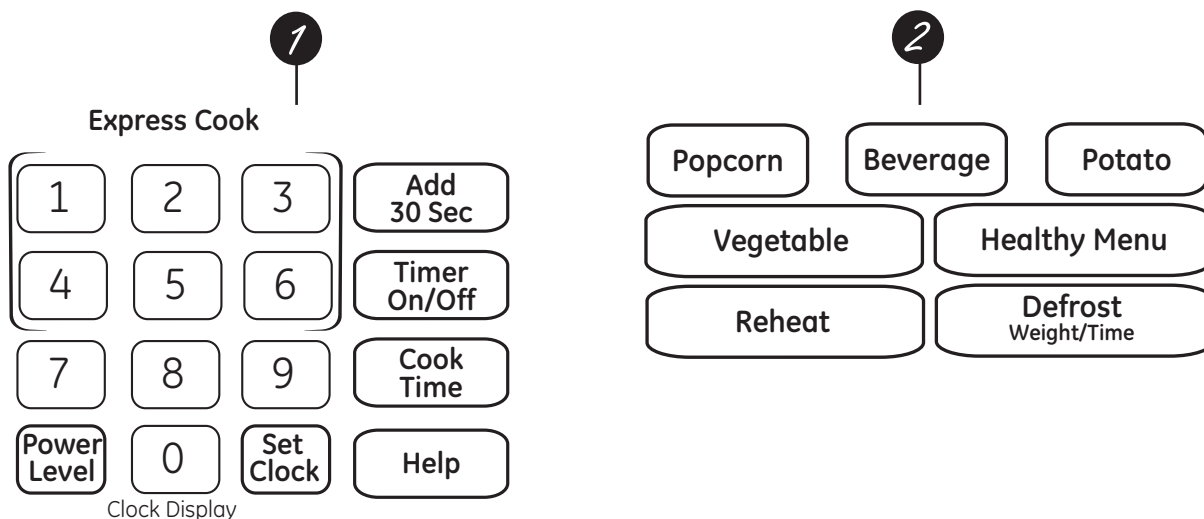 1
2
Express Cook
1 2 3 Add
30 Sec
4 5 6 Timer
On/Off
7 8 9 Cook
Time
Power
Level
0
Set
Clock
Help
Clock Display
Popcorn Beverage Potato
Vegetable Healthy Menu
Reheat Defrost
Weight/Time